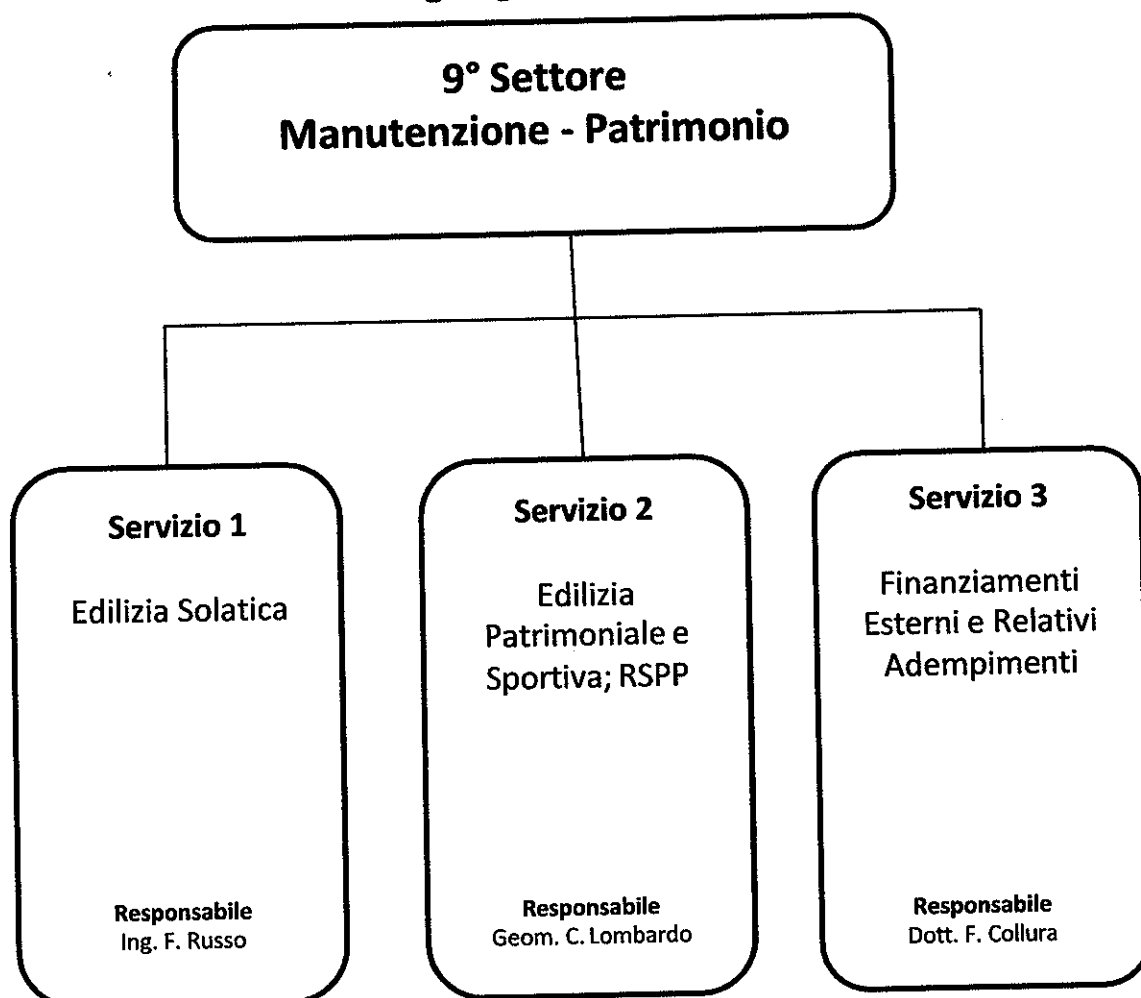 9° Settore
Manutenzione - Patrimonio
Servizio 1
Edilizia Solatica
Responsabile
Ing. F. Russo
Servizio 2
Edilizia
Patrimoniale e
Sportiva; RSPP
Responsabile
Geom. C. Lombardo
Servizio 3
Finanziamenti
Esterni e Relativi
Adempimenti
Responsabile
Dott. F. Collura